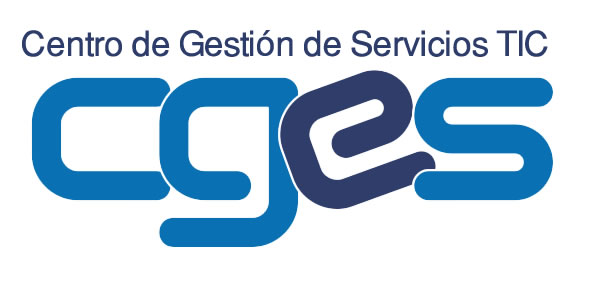 Centro de Gestión de Servicios TIC
cges